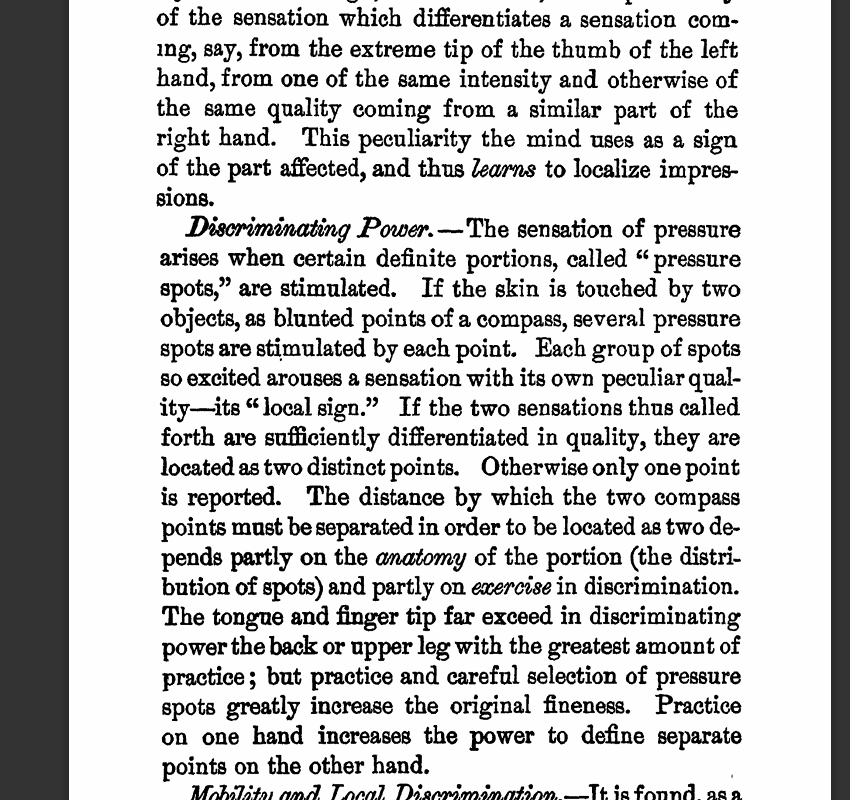 of the sensation which differentiates a sensation com-
ing, say, from the extreme tip of the thumb of the left
hand, from one of the same intensity and otherwise of
the same quality coming from a similar part of the
right hand. This peculiarity the mind uses as a sign
of the part affected, and thus learns to localize impres-
sions.
Discriminating Power.—The sensation of pressure
arises when certain definite portions, called “pressure
spots,” are stimulated. If the skin is touched by two
objects, as blunted points of a compass, several pressure
spots are stimulated by each point. Each group of spots
so excited arouses a sensation with its own peculiar qual-
ity—its “local sign.” If the two sensations thus called
forth are sufficiently differentiated in quality, they are
located as two distinct points. Otherwise only one point
is reported. The distance by which the two compass
points must be separated in order to be located as two de-
pends partly on the anatomy of the portion (the distri-
bution of spots) and partly on exercise in discrimination.
The tongue and finger tip far exceed in discriminating
power the back or upper leg with the greatest amount of
practice; but practice and careful selection of pressure
spots greatly increase the original fineness. Practice
on one hand increases the power to define separate
points on the other hand.
Mobility and Local Discrimination.—It is found, as a